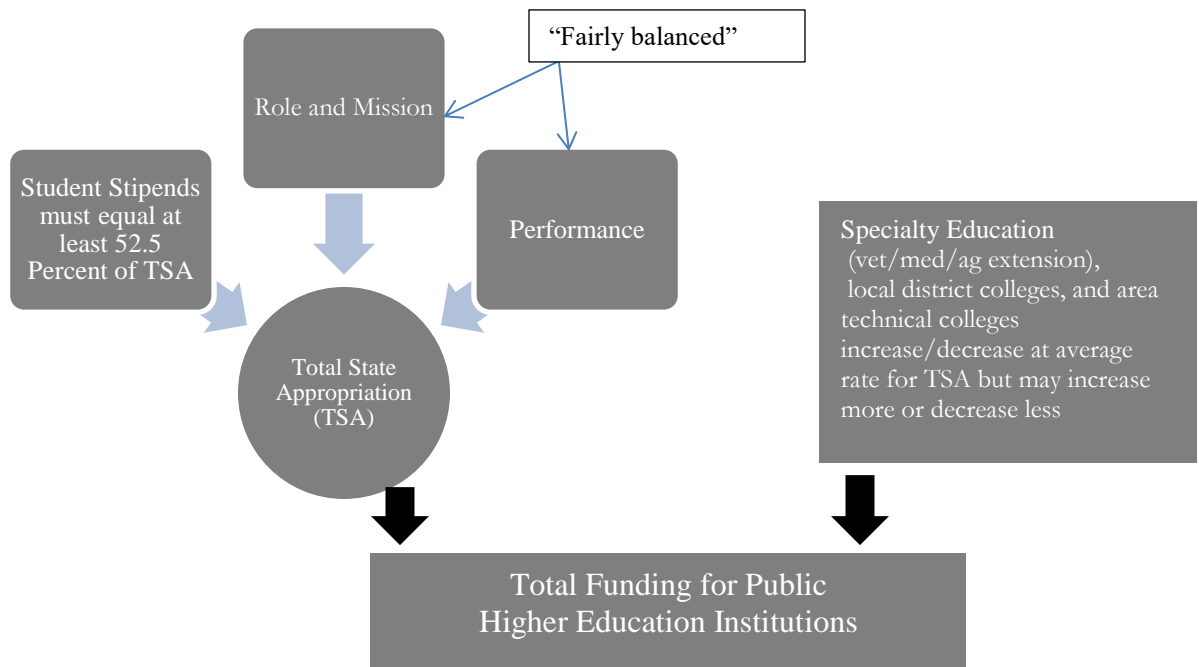 “Fairly balanced”
Role and Mission
Student Stipends
must equal at
least 52.5
Percent of TSA
Performance
Specialty Education
(vet/med/ag extension),
local district colleges, and area
technical colleges
increase/decrease at average
rate for TSA but may increase
more or decrease less
Total State
Appropriation
(TSA)
Total Funding for Public
Higher Education Institutions